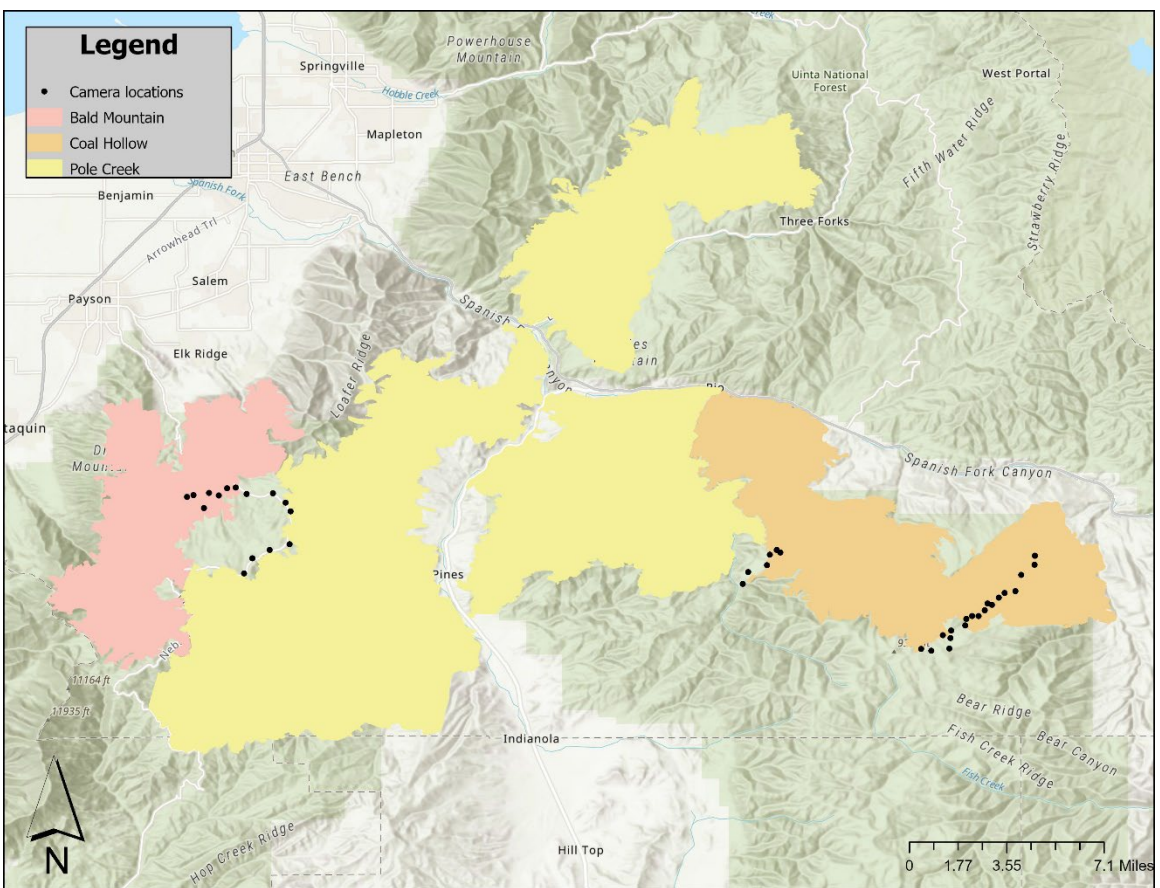 Legend
Camera locations
Bald Mountain
Coal Hollow
Pole Creek
Creek
Powerhouse
Mountain
Springville
Hobble Creek
Uinta National
Forest
West Portal
Mapleton
East Bench
Fifth Water Ridge
Strawberry Ridge
Spanish Fork
Benjamin
Arrowhead Trl
Three Forks
Salem
Payson
Elk Ridge
Loafer Ridge
taquin
Spanish Fork Canyon
Pines
11164 ft
11935 ft
Bear Ridge
Bear Canyon
Fish Creek Ridge
Fish Creek
Indianola
Hop Creek Ridge
Hill Top
N
0 1.77 3.55 7.1 Miles